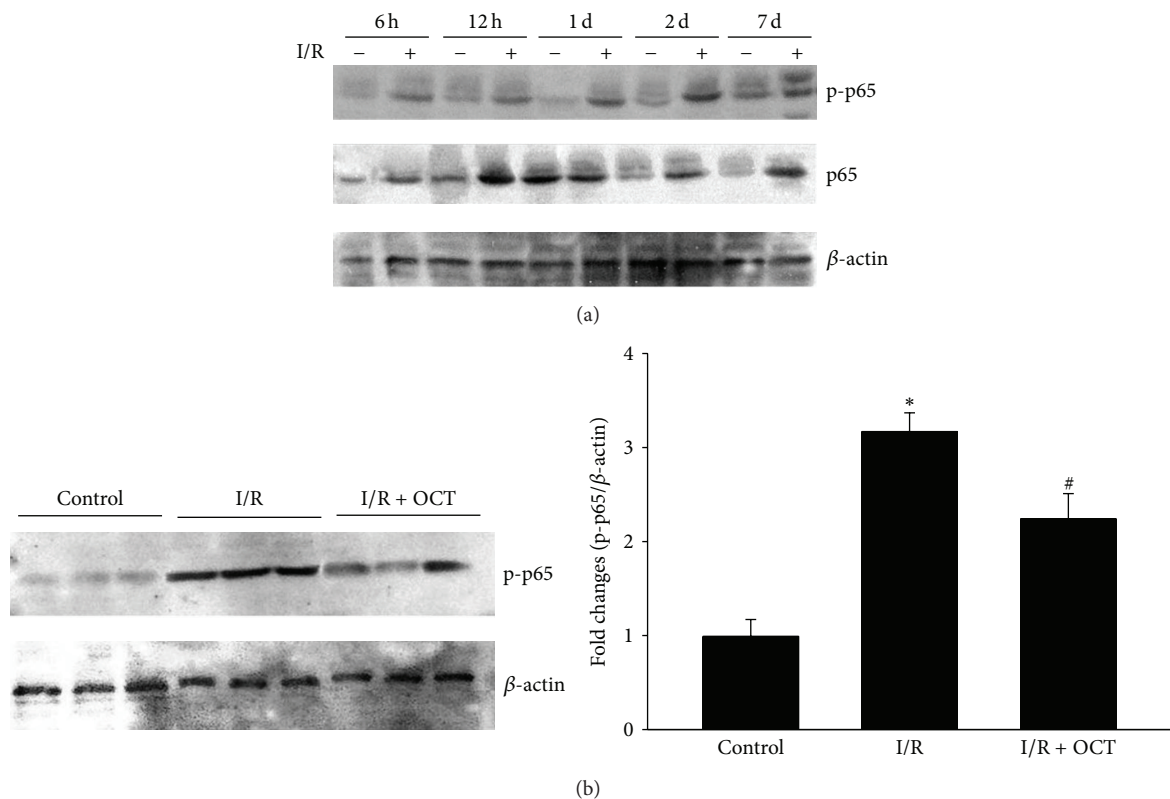 6 h 12 h 1 d 2 d 7 d
I/R − + − + − + − + − +
p-p65
p65
β-actin
(a)
Control I/R I/R + OCT
p-p65
β-actin
Fold changes (p-p65/β-actin)
4
3
2
1
0
*
#
Control I/R I/R + OCT
(b)